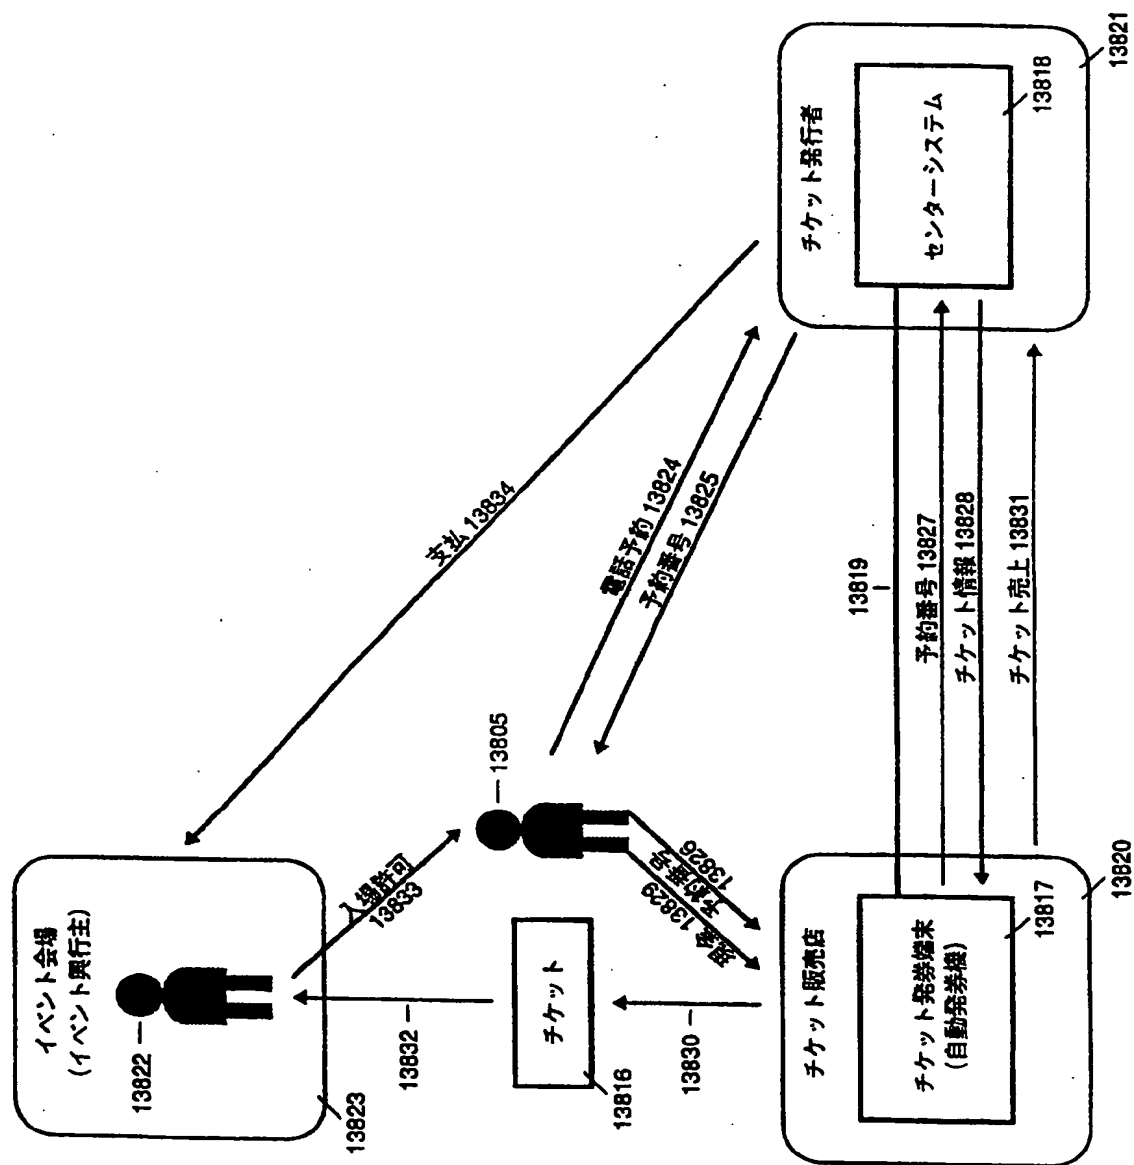 イベント会場
(イベント興行主)
13822
13823
入場許可
13833
13832
チケット
13816
13830
13805
支払 13834
電話予約 13824
予約番号 13825
現金 13829
予約番号
13826
チケット販売店
チケット発券端末
(自動発券機)
13817
13820
13819
予約番号 13827
チケット情報 13828
チケット売上 13831
チケット発行者
センターシステム
13818
13821